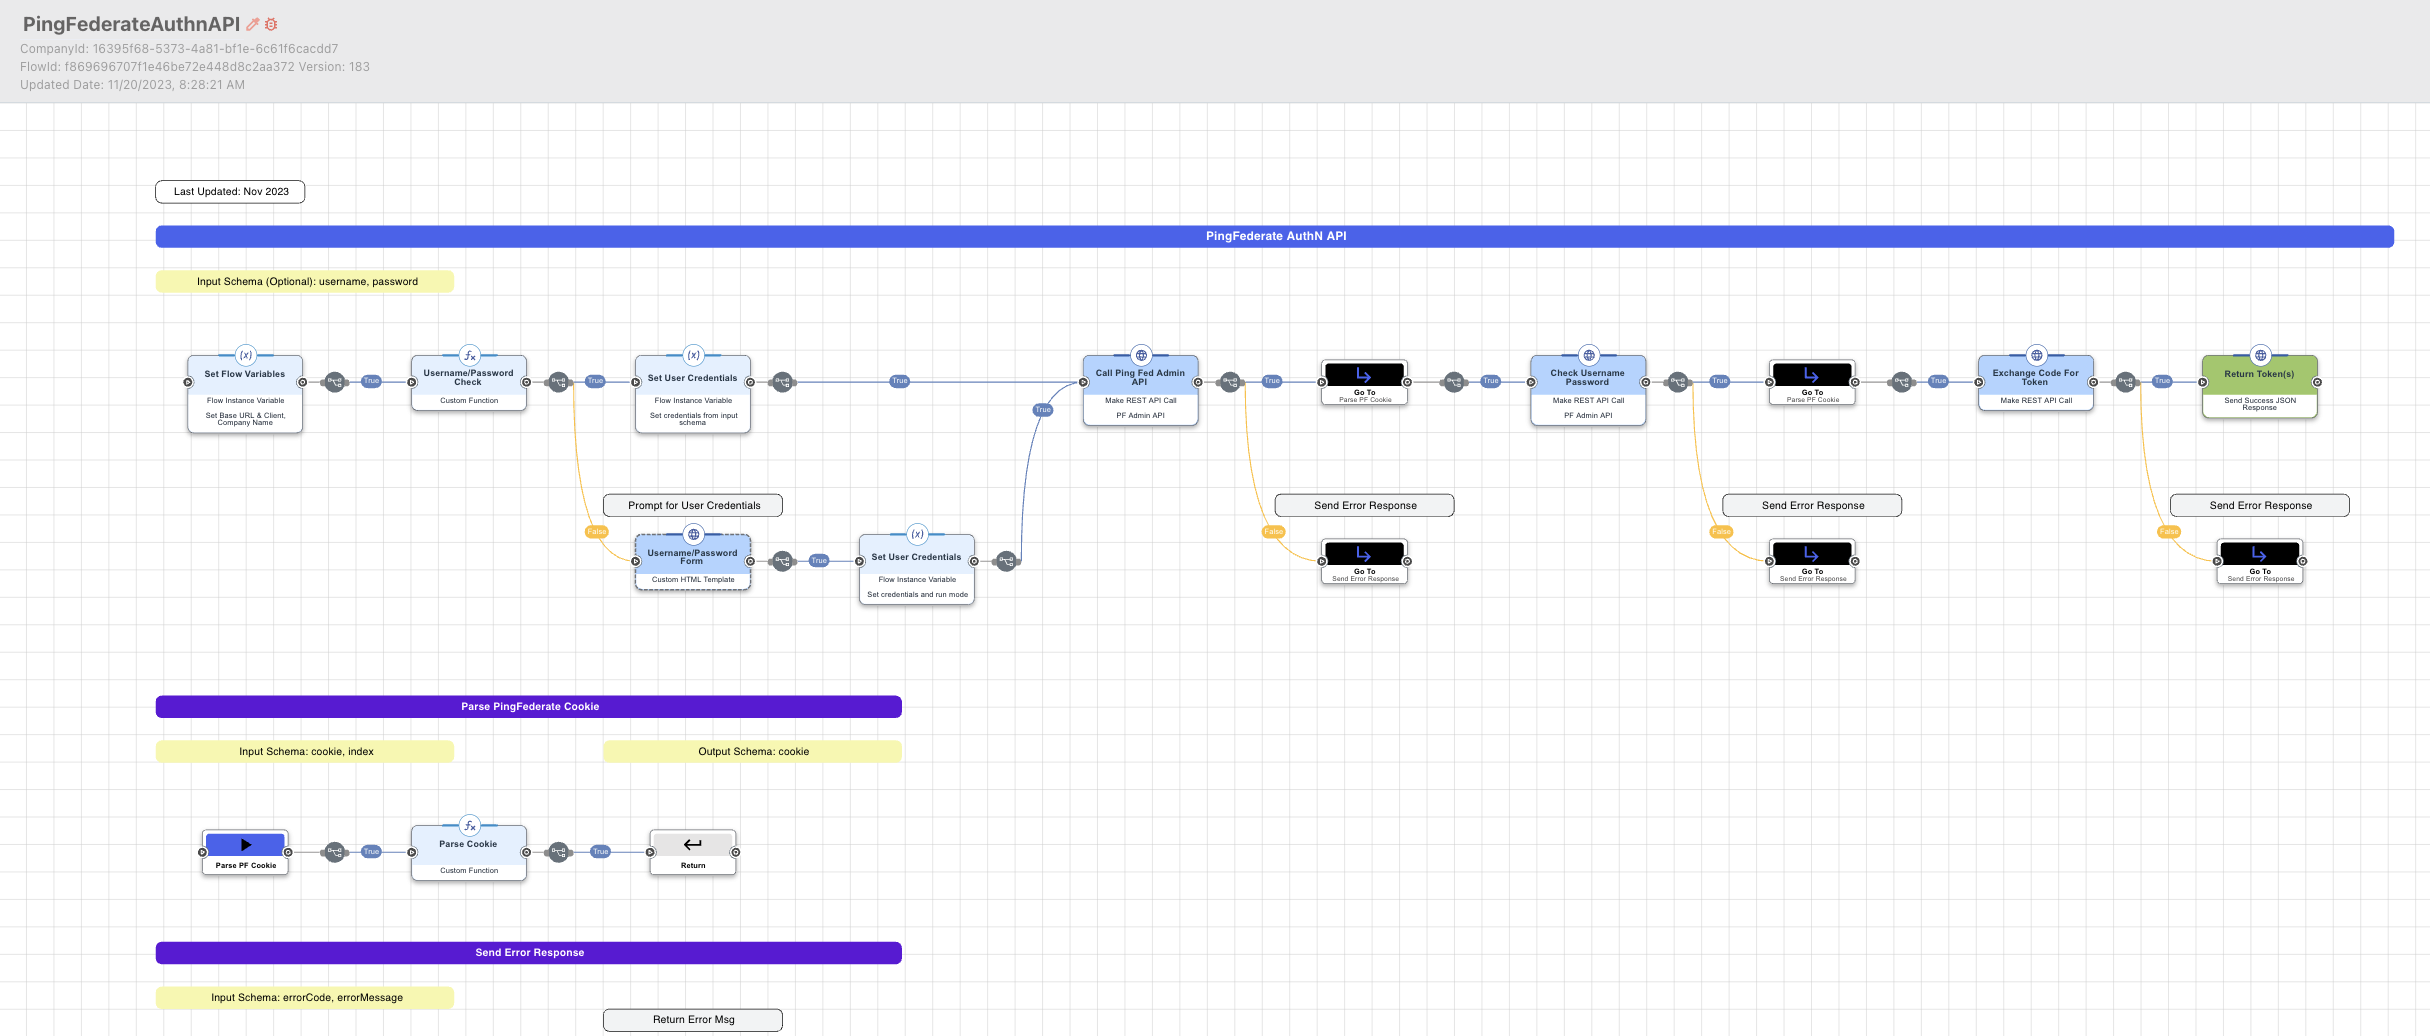 PingFederateAuthnAPI
CompanyId: 16395f68-5373-4a81-bf1e-6c61f6cacdd7
FlowId: f869696707f1e46be72e448d8c2aa372 Version: 183
Updated Date: 11/20/2023, 8:28:21 AM
Last Updated: Nov 2023
PingFederate AuthN API
Input Schema (Optional): username, password
Set Flow Variables
Flow Instance Variable
Set Base URL & Client,
Company Name
True
Username/Password
Check
Custom Function
True
Set User Credentials
Flow Instance Variable
Set credentials from input
schema
True
True
Call Ping Fed Admin
API
Make REST API Call
PF Admin API
True
Go To
Parse PF Cookie
True
Check Username
Password
Make REST API Call
PF Admin API
True
Go To
Parse PF Cookie
True
Exchange Code For
Token
Make REST API Call
True
Return Token(s)
Send Success JSON
Response
False
Prompt for User Credentials
Username/Password
Form
Custom HTML Template
True
Set User Credentials
Flow Instance Variable
Set credentials and run mode
False
Send Error Response
Go To
Send Error Response
False
Send Error Response
Go To
Send Error Response
False
Send Error Response
Go To
Send Error Response
Parse PingFederate Cookie
Input Schema: cookie, index
Output Schema: cookie
Parse PF Cookie
True
Parse Cookie
Custom Function
True
Return
Send Error Response
Input Schema: errorCode, errorMessage
Return Error Msg